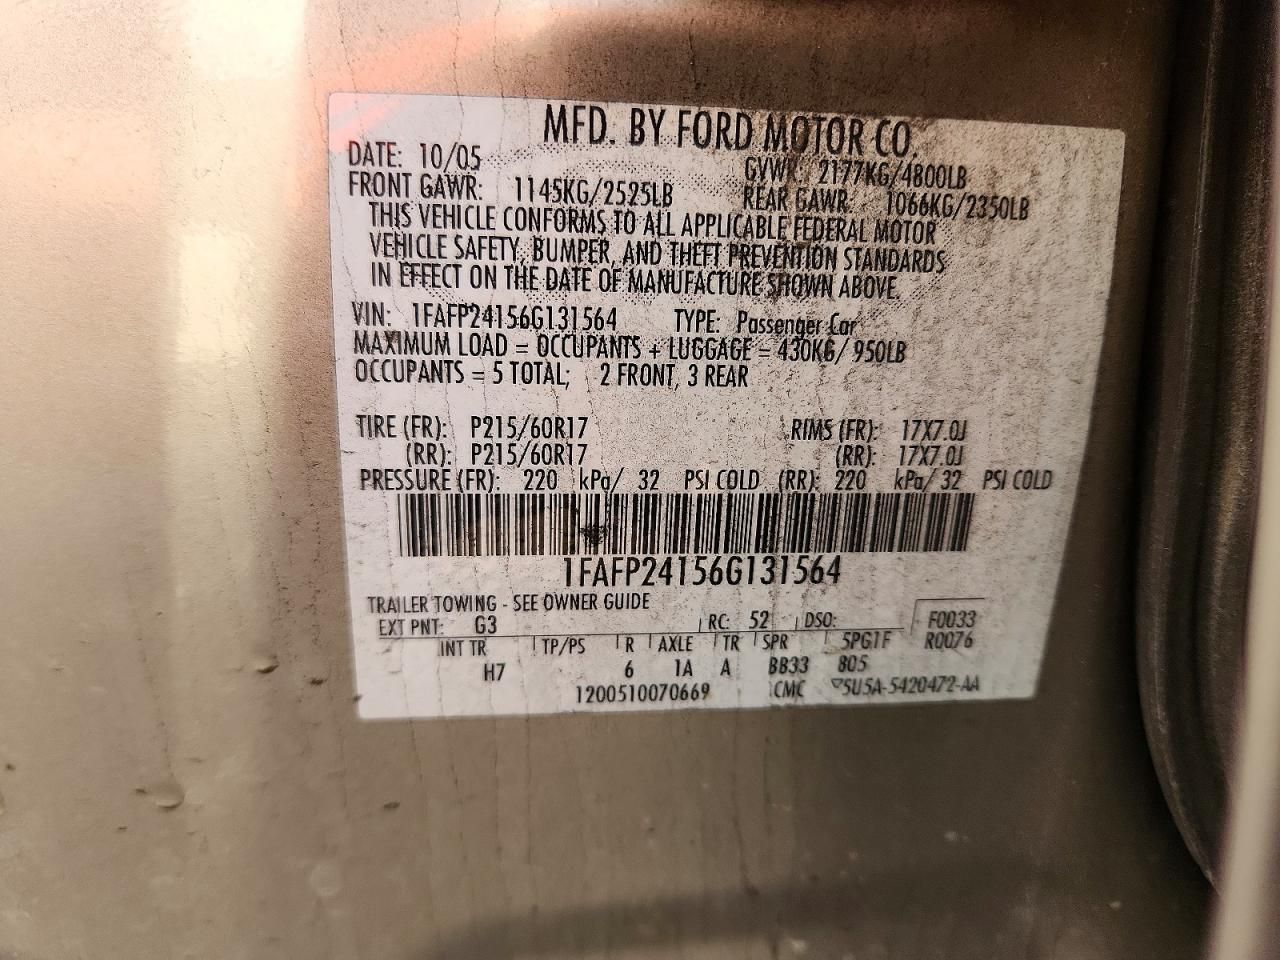 MFD. BY FORD MOTOR CO.
DATE: 10/05 GVWR: 2177KG/4800LB
FRONT GAWR: 1145KG/2525LB REAR GAWR: 1066KG/2350LB
THIS VEHICLE CONFORMS TO ALL APPLICABLE FEDERAL MOTOR
VEHICLE SAFETY, BUMPER, AND THEFT PREVENTION STANDARDS
IN EFFECT ON THE DATE OF MANUFACTURE SHOWN ABOVE.
VIN: 1FAFP24156G131564 TYPE: Passenger Car
MAXIMUM LOAD = OCCUPANTS + LUGGAGE = 430KG/ 950LB
OCCUPANTS = 5 TOTAL; 2 FRONT, 3 REAR
TIRE (FR): P215/60R17 RIMS (FR): 17X7.0J
(RR): P215/60R17 (RR): 17X7.0J
PRESSURE (FR): 220 kPa/ 32 PSI COLD (RR): 220 kPa/ 32 PSI COLD
1FAFP24156G131564
TRAILER TOWING - SEE OWNER GUIDE
EXT PNT: G3 RC: 52 DSO: F0033
INT TR TP/PS R AXLE TR SPR 5PG1F R0076
H7 6 1A A BB33 805
1200510070669 CMC ▽5U5A-5420472-AA